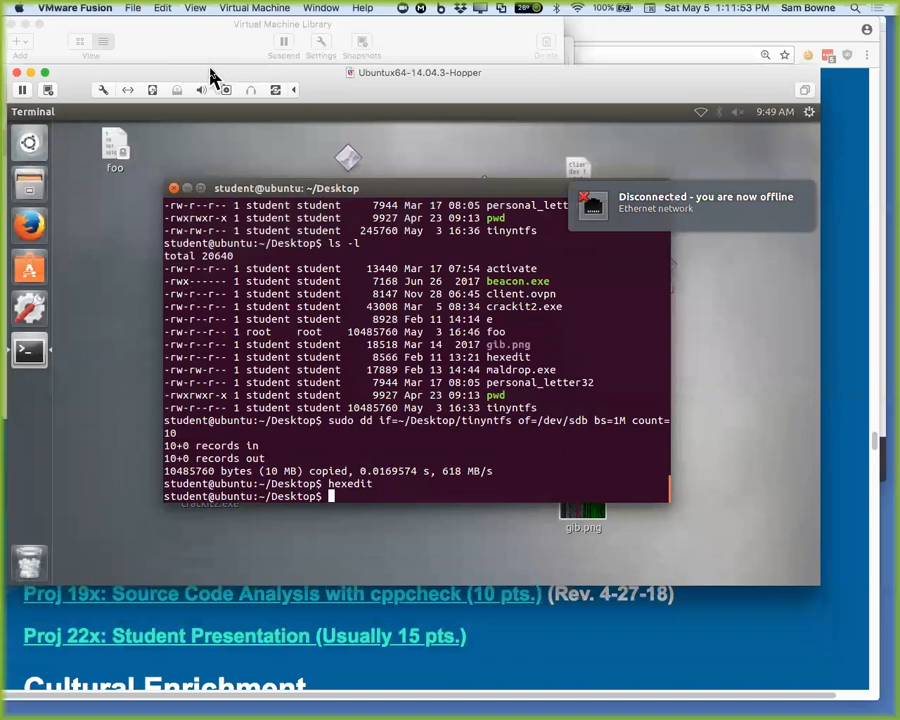 VMware Fusion File Edit View Virtual Machine Window Help 28° 100% Sat May 5 1:11:53 PM Sam Bowne
Virtual Machine Library
Add View Suspend Settings Snapshots Delete
Ubuntux64-14.04.3-Hopper
Terminal 9:49 AM
foo
student@ubuntu: ~/Desktop
Disconnected - you are now offline
Ethernet network
-rw-r--r-- 1 student student 7944 Mar 17 08:05 personal_lett
-rwxrwxr-x 1 student student 9927 Apr 23 09:13 pwd
-rw-r--r-- 1 student student 245760 May 3 16:36 tinyntfs
student@ubuntu:~/Desktop$ ls -l
total 20640
-rw-r--r-- 1 student student 13440 Mar 17 07:54 activate
-rwx------ 1 student student 7168 Jun 26 2017 beacon.exe
-rw-r--r-- 1 student student 8147 Nov 28 06:45 client.ovpn
-rw-r--r-- 1 student student 43008 Mar 5 08:34 crackit2.exe
-rw-r--r-- 1 student student 8928 Feb 11 14:14 e
-rw-r--r-- 1 root root 10485760 May 3 16:46 foo
-rw-r--r-- 1 student student 18518 Mar 14 2017 gib.png
-rw-r--r-- 1 student student 8566 Feb 11 13:21 hexedit
-rw-r--r-- 1 student student 17889 Feb 13 14:44 maldrop.exe
-rw-r--r-- 1 student student 7944 Mar 17 08:05 personal_letter32
-rwxrwxr-x 1 student student 9927 Apr 23 09:13 pwd
-rw-r--r-- 1 student student 10485760 May 3 16:33 tinyntfs
student@ubuntu:~/Desktop$ sudo dd if=~/Desktop/tinyntfs of=/dev/sdb bs=1M count=
10
10+0 records in
10+0 records out
10485760 bytes (10 MB) copied, 0.0169574 s, 618 MB/s
student@ubuntu:~/Desktop$ hexedit
student@ubuntu:~/Desktop$
crackit2.exe
gib.png
Proj 19x: Source Code Analysis with cppcheck (10 pts.) (Rev. 4-27-18)
Proj 22x: Student Presentation (Usually 15 pts.)
Cultural Enrichment